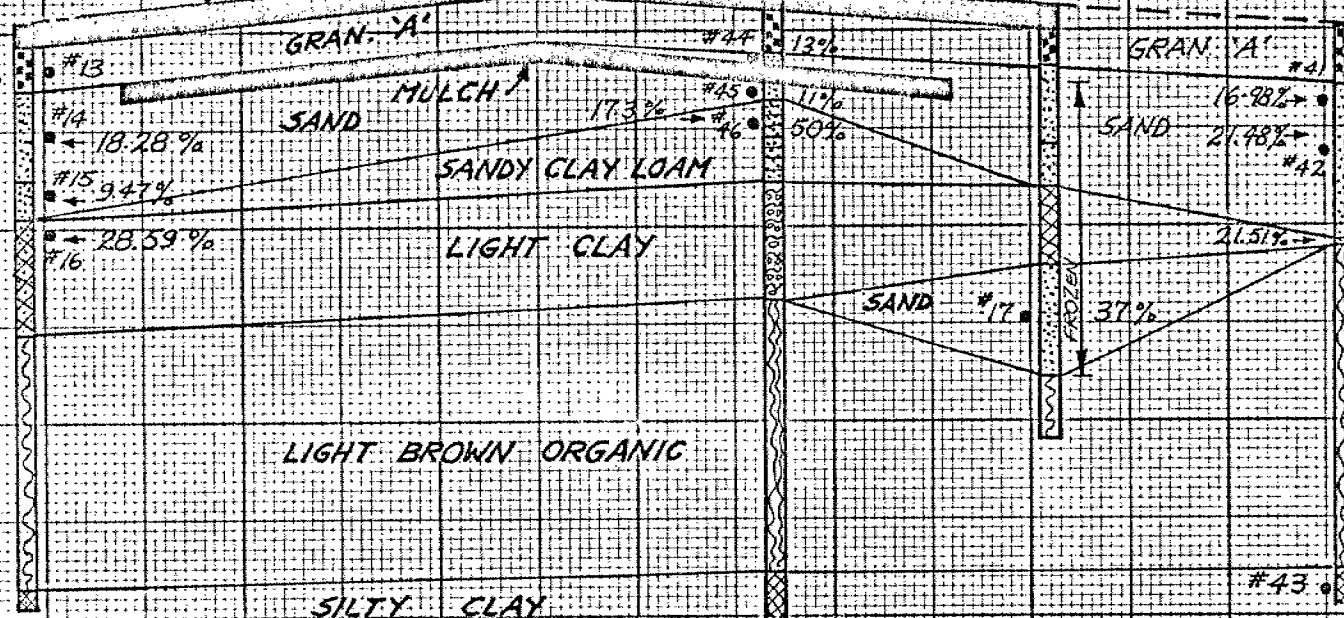 GRAN. 'A'
#44
13%
GRAN 'A'
#41
#13
MULCH
#45
11%
16.98%
#14
SAND
17.3%
#46
50%
SAND
21.48%
18.28%
#42
SANDY CLAY LOAM
#15
9.47%
28.59%
#16
LIGHT CLAY
21.51%
SAND
#17
FROZEN
37%
LIGHT BROWN ORGANIC
#43
SILTY CLAY